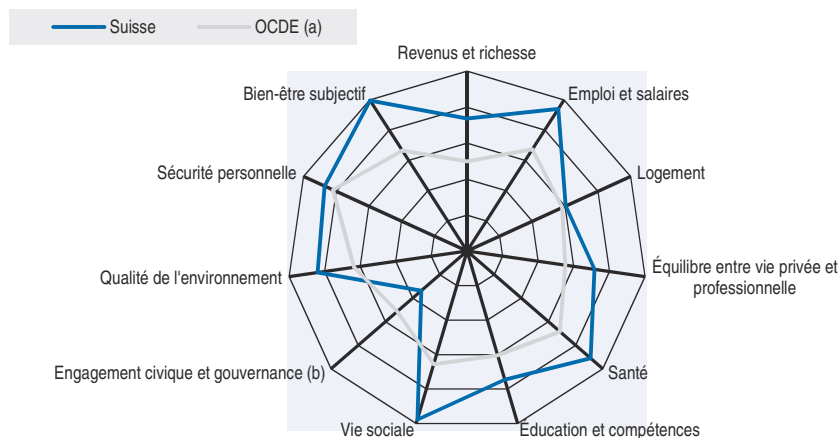 Suisse
OCDE (a)
Revenus et richesse
Bien-être subjectif
Emploi et salaires
Sécurité personnelle
Logement
Qualité de l'environnement
Équilibre entre vie privée et
professionnelle
Engagement civique et gouvernance (b)
Santé
Vie sociale
Éducation et compétences